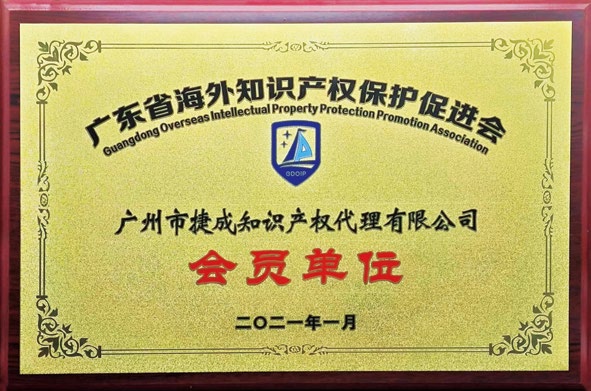 广东省海外知识产权保护促进会
Guangdong Overseas Intellectual Property Protection Promotion Association
GDOIP
广州市捷成知识产权代理有限公司
会员单位
二〇二一年一月